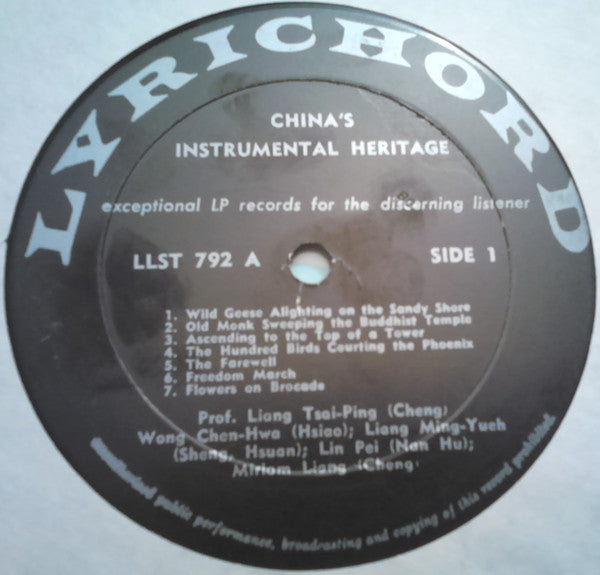 LYRICHORD
CHINA'S
INSTRUMENTAL HERITAGE
exceptional LP records for the discerning listener
LLST 792 A
SIDE 1
1. Wild Geese Alighting on the Sandy Shore
2. Old Monk Sweeping the Buddhist Temple
3. Ascending to the Top of a Tower
4. The Hundred Birds Courting the Phoenix
5. The Farewell
6. Freedom March
7. Flowers on Brocade
Prof. Liang Tsai-Ping (Cheng)
Wong Chen-Hwa (Hsiao); Liang Ming-Yueh
(Sheng, Hsuan); Lin Pei (Nan Hu);
Miriam Liang (Cheng
unauthorized public performance, broadcasting and copying of this record prohibited.